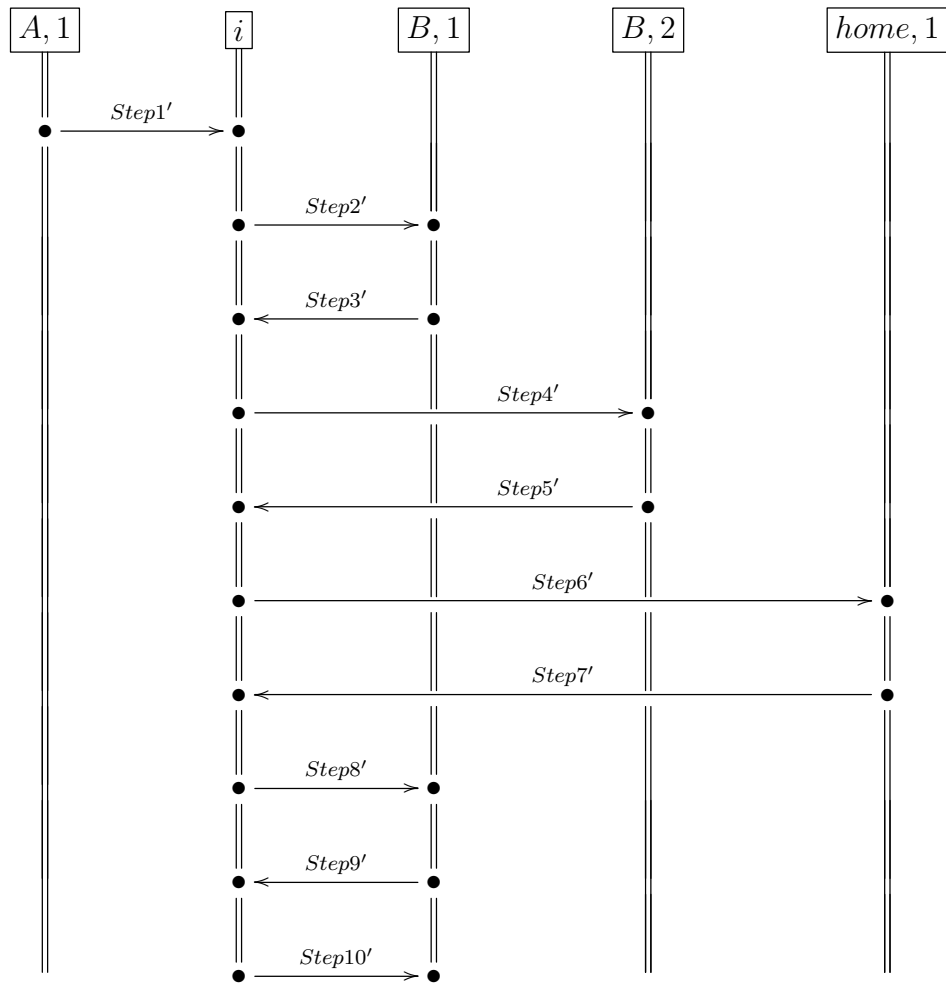 A, 1 i B, 1 B, 2 home, 1
Step1′
Step2′
Step3′
Step4′
Step5′
Step6′
Step7′
Step8′
Step9′
Step10′